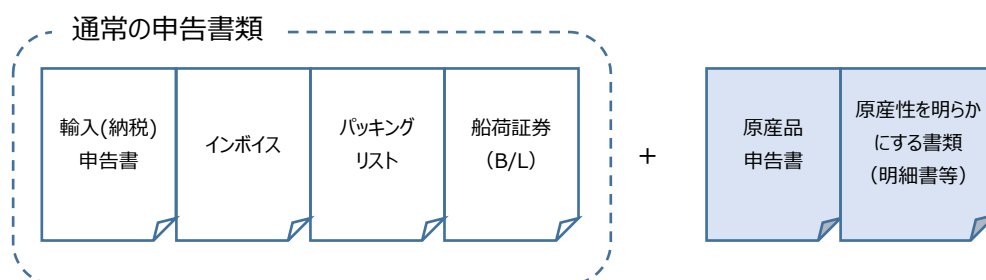 通常の申告書類
輸入(納税)
申告書
インボイス
パッキング
リスト
船荷証券
（B/L）
+
原産品
申告書
原産性を明らか
にする書類
（明細書等）